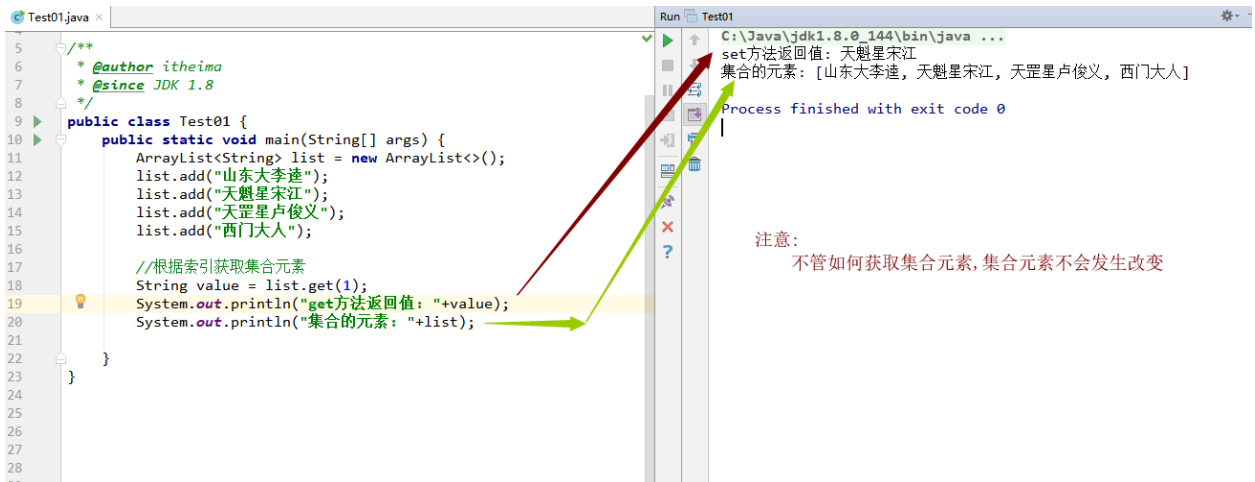 Test01.java
Run Test01
5 /**
6 * @author itheima
7 * @since JDK 1.8
8 */
9 public class Test01 {
10 public static void main(String[] args) {
11 ArrayList<String> list = new ArrayList<>();
12 list.add("山东大李逵");
13 list.add("天魁星宋江");
14 list.add("天罡星卢俊义");
15 list.add("西门大人");
16
17 //根据索引获取集合元素
18 String value = list.get(1);
19 System.out.println("get方法返回值："+value);
20 System.out.println("集合的元素："+list);
21
22 }
23 }
24
25
26
27
28
C:\Java\jdk1.8.0_144\bin\java ...
set方法返回值：天魁星宋江
集合的元素：[山东大李逵, 天魁星宋江, 天罡星卢俊义, 西门大人]
Process finished with exit code 0
注意:
不管如何获取集合元素,集合元素不会发生改变